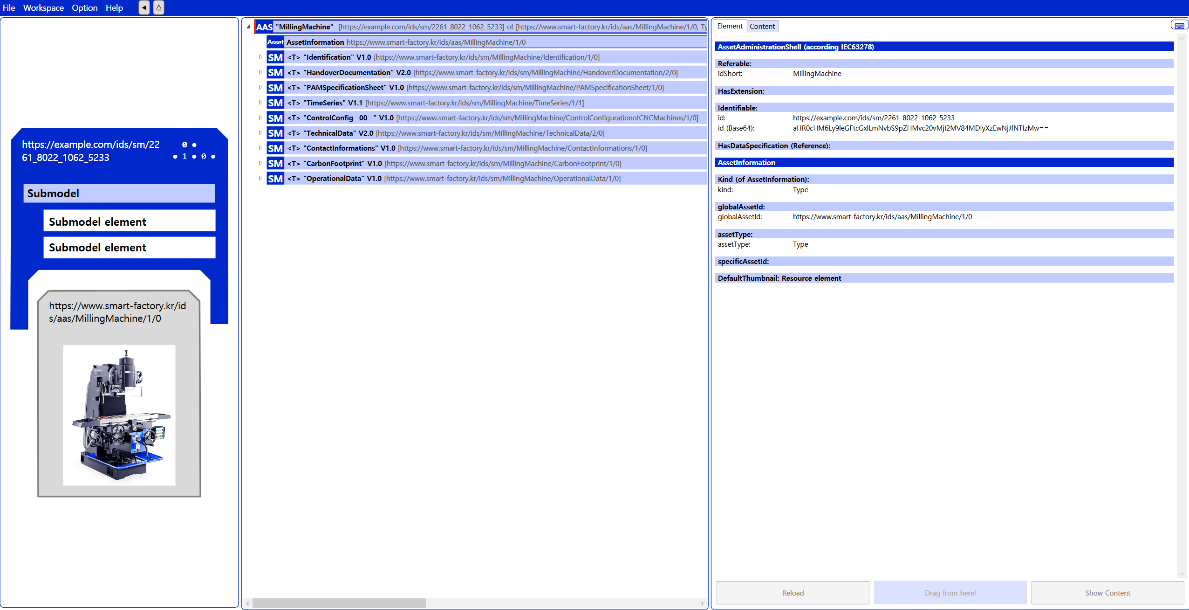 File Workspace Option Help
https://example.com/ids/sm/22
61_8022_1062_5233
Submodel
Submodel element
Submodel element
https://www.smart-factory.kr/id
s/aas/MillingMachine/1/0
AAS "MillingMachine" [https://example.com/ids/sm/2261_8022_1062_5233] of [https://www.smart-factory.kr/ids/aas/MillingMachine/1/0, Ty
Asset AssetInformation https://www.smart-factory.kr/ids/aas/MillingMachine/1/0
SM <T> "Identification" V1.0 [https://www.smart-factory.kr/ids/sm/MillingMachine/Identification/1/0]
SM <T> "HandoverDocumentation" V2.0 [https://www.smart-factory.kr/ids/sm/MillingMachine/HandoverDocumentation/2/0]
SM <T> "PAMSpecificationSheet" V1.0 [https://www.smart-factory.kr/ids/sm/MillingMachine/PAMSpecificationSheet/1/0]
SM <T> "TimeSeries" V1.1 [https://www.smart-factory.kr/ids/sm/MillingMachine/TimeSeries/1/1]
SM <T> "ControlConfig__00__" V1.0 [https://www.smart-factory.kr/ids/sm/MillingMachine/ControlConfigurationofCNCMachines/1/0]
SM <T> "TechnicalData" V2.0 [https://www.smart-factory.kr/ids/sm/MillingMachine/TechnicalData/2/0]
SM <T> "ContactInformations" V1.0 [https://www.smart-factory.kr/ids/sm/MillingMachine/ContactInformations/1/0]
SM <T> "CarbonFootprint" V1.0 [https://www.smart-factory.kr/ids/sm/MillingMachine/CarbonFootprint/1/0]
SM <T> "OperationalData" V1.0 [https://www.smart-factory.kr/ids/sm/MillingMachine/OperationalData/1/0]
Element Content
AssetAdministrationShell (according IEC63278)
Referable:
idShort: MillingMachine
HasExtension:
Identifiable:
id: https://example.com/ids/sm/2261_8022_1062_5233
id (Base64):
HasDataSpecification (Reference):
AssetInformation
Kind (of AssetInformation):
kind: Type
globalAssetId:
globalAssetId: https://www.smart-factory.kr/ids/aas/MillingMachine/1/0
assetType:
assetType: Type
specificAssetId:
DefaultThumbnail: Resource element
Reload
Drag from here!
Show Content